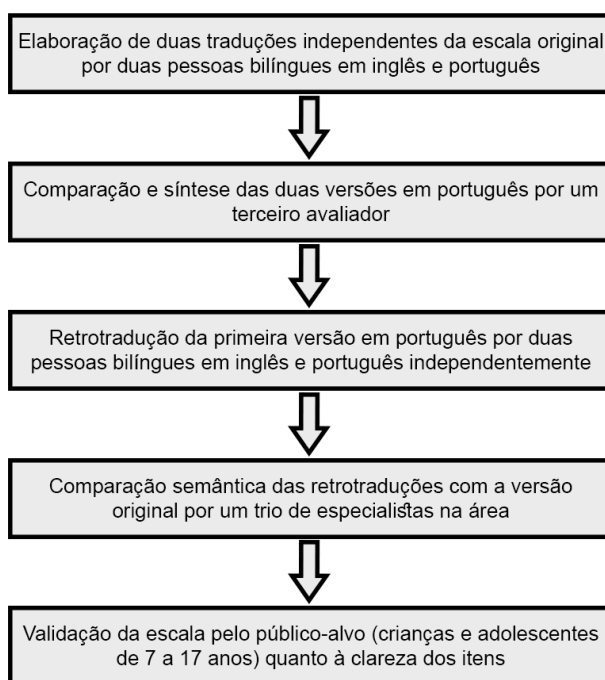 Elaboração de duas traduções independentes da escala original
por duas pessoas bilíngues em inglês e português
Comparação e síntese das duas versões em português por um
terceiro avaliador
Retrotradução da primeira versão em português por duas
pessoas bilíngues em inglês e português independentemente
Comparação semântica das retrotraduções com a versão
original por um trio de especialistas na área
Validação da escala pelo público-alvo (crianças e adolescentes
de 7 a 17 anos) quanto à clareza dos itens